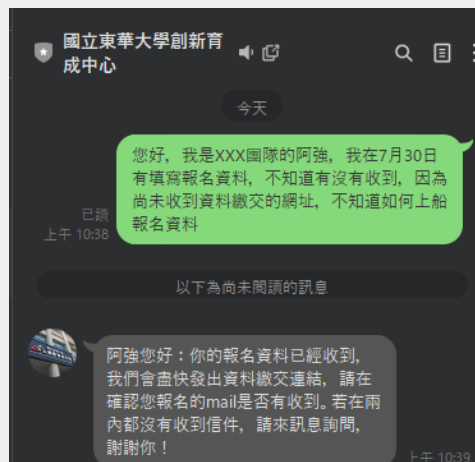 國立東華大學創新育
成中心
今天
您好，我是XXX團隊的阿強，我在7月30日
有填寫報名資料，不知道有沒有收到，因為
尚未收到資料繳交的網址，不知道如何上船
報名資料
已讀
上午 10:38
以下為尚未閱讀的訊息
阿強您好：你的報名資料已經收到，
我們會盡快發出資料繳交連結，請在
確認您報名的mail是否有收到。若在兩
內都沒有收到信件，請來訊息詢問，
謝謝你！
上午 10:39